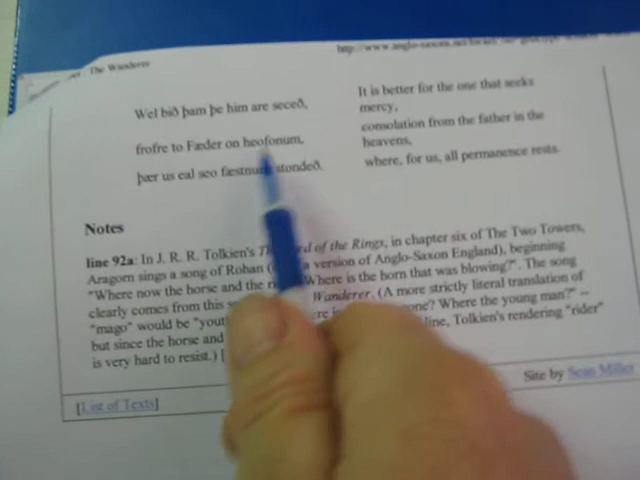 The Wanderer
http://www.anglo-saxons.net/hwaet/
Wel bið þam þe him are seceð,
frofre to Fæder on heofonum,
þær us eal seo fæstnung stondeð.
It is better for the one that seeks
mercy,
consolation from the father in the
heavens,
where, for us, all permanence rests.
Notes
line 92a: In J. R. R. Tolkien's of the Rings, in chapter six of The Two Towers,
Aragorn sings a song of Rohan a version of Anglo-Saxon England), beginning
"Where now the horse and the Where is the horn that was blowing?". The song
clearly comes from this Wanderer. (A more strictly literal translation of
"mago" would be Where the young man?" –
but since the horse and line, Tolkien's rendering "rider"
is very hard to resist.) [
[List of Texts]
Site by Sean Miller